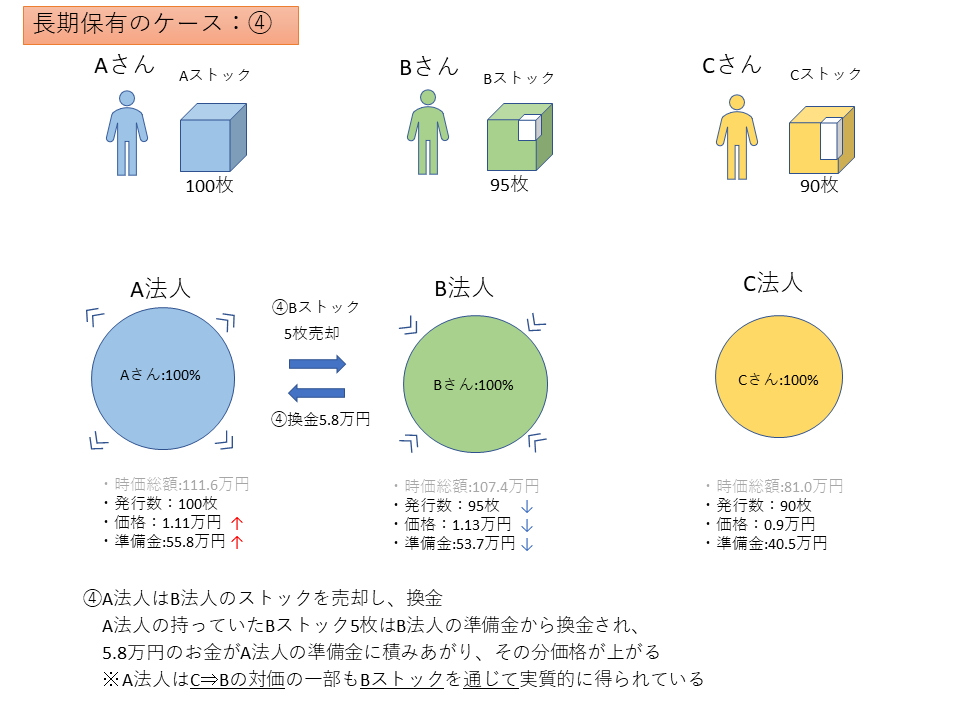 長期保有のケース：④
Aさん
Aストック
100枚
Bさん
Bストック
95枚
Cさん
Cストック
90枚
A法人
Aさん:100%
④Bストック
5枚売却
④換金5.8万円
B法人
Bさん:100%
C法人
Cさん:100%
・時価総額:111.6万円
・発行数：100枚
・価格：1.11万円 ↑
・準備金:55.8万円 ↑
・時価総額:107.4万円
・発行数：95枚 ↓
・価格：1.13万円 ↓
・準備金:53.7万円 ↓
・時価総額:81.0万円
・発行数：90枚
・価格：0.9万円
・準備金:40.5万円
④A法人はB法人のストックを売却し、換金
A法人の持っていたBストック5枚はB法人の準備金から換金され、
5.8万円のお金がA法人の準備金に積みあがり、その分価格が上がる
※A法人はC⇒Bの対価の一部もBストックを通じて実質的に得られている